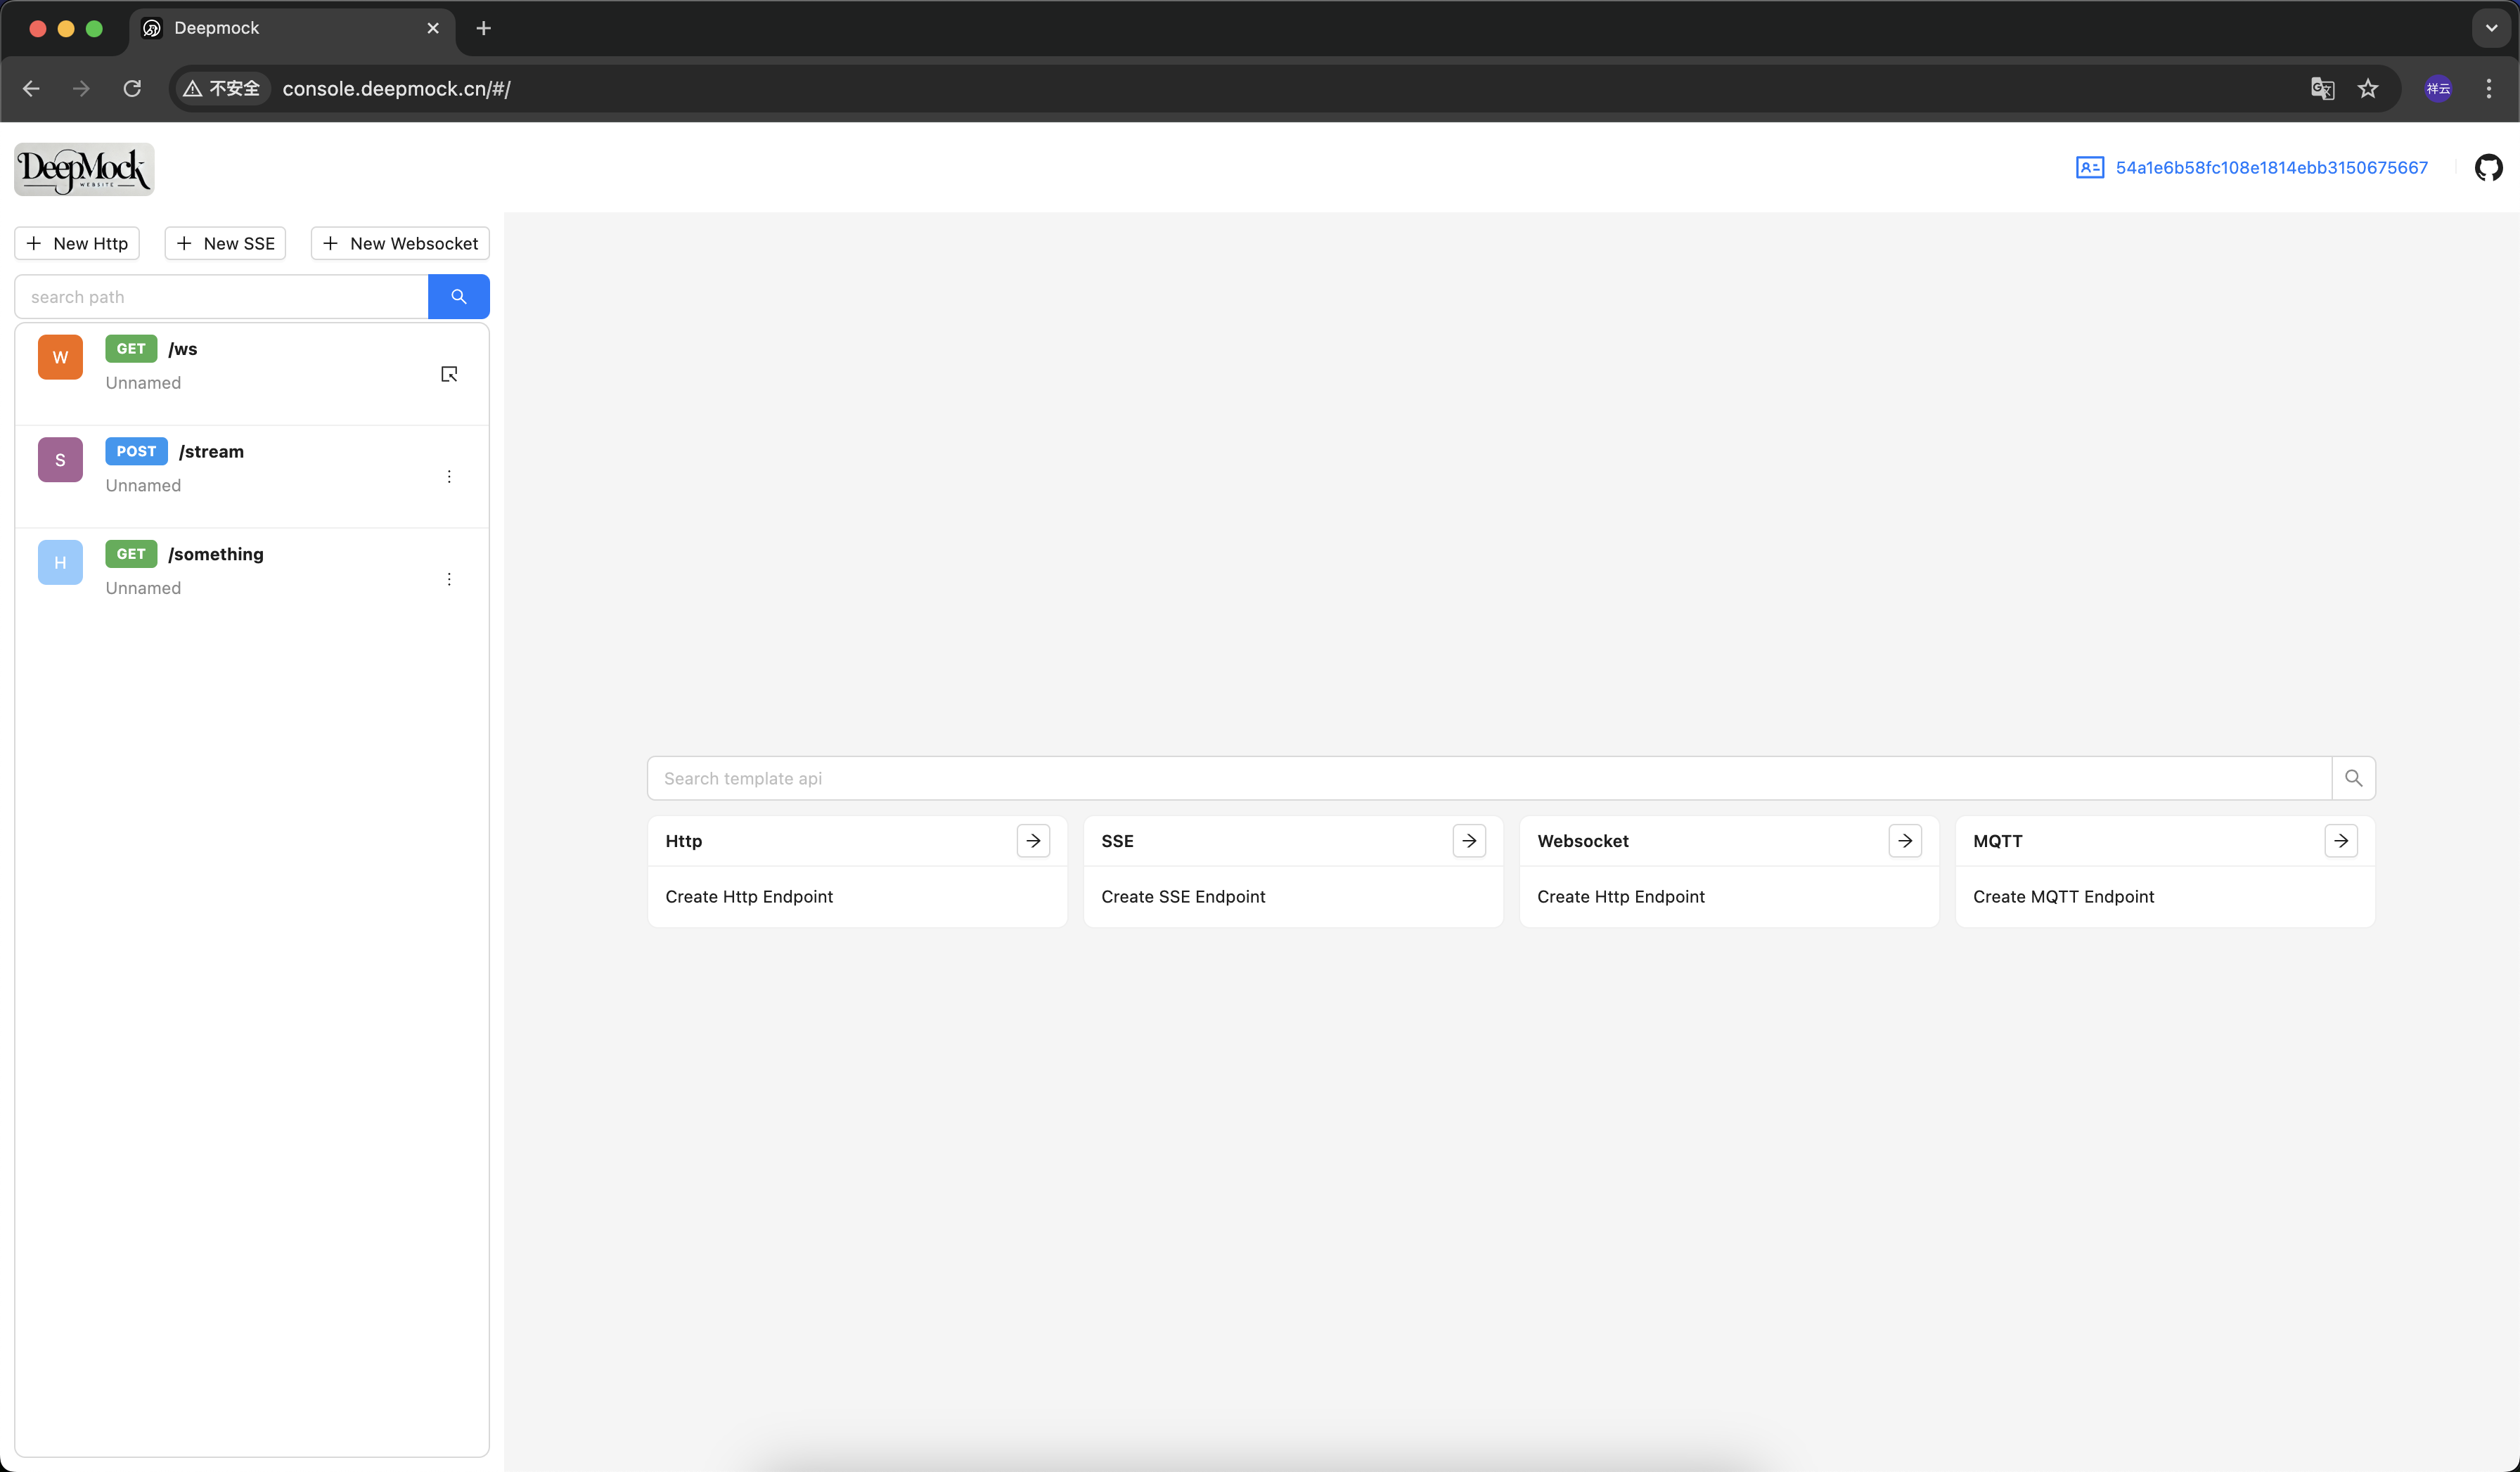 Deepmock
不安全 console.deepmock.cn/#/ 祥云
DeepMock
WEBSITE
54a1e6b58fc108e1814ebb3150675667
New Http New SSE New Websocket
search path
W GET /ws
Unnamed
S POST /stream
Unnamed
H GET /something
Unnamed
Search template api
Http SSE Websocket MQTT
Create Http Endpoint Create SSE Endpoint Create Http Endpoint Create MQTT Endpoint